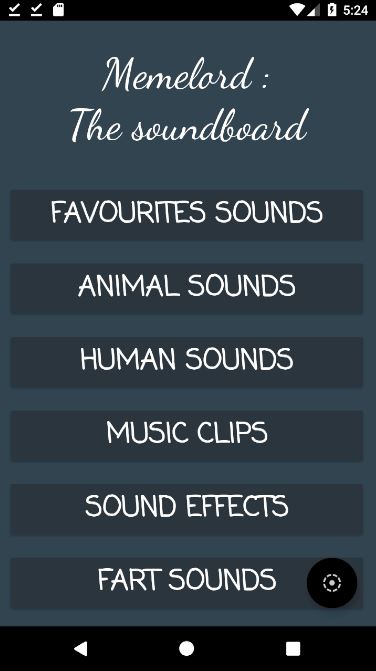 5:24
Memelord :
The soundboard
FAVOURITES SOUNDS
ANIMAL SOUNDS
HUMAN SOUNDS
MUSIC CLIPS
SOUND EFFECTS
FART SOUNDS